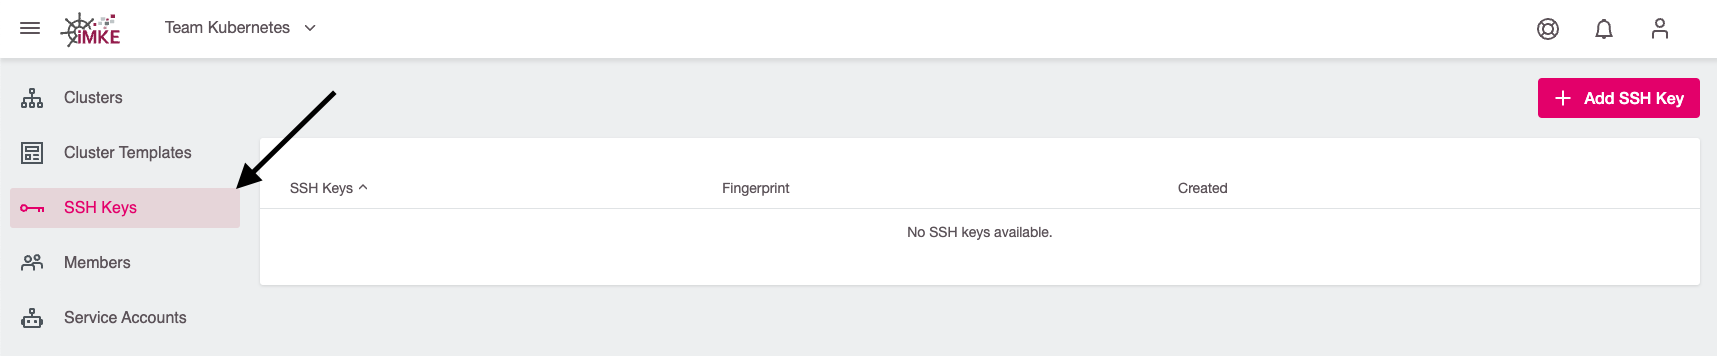 iMKE
Team Kubernetes
Clusters
Cluster Templates
SSH Keys
Members
Service Accounts
Add SSH Key
SSH Keys Fingerprint Created
No SSH keys available.